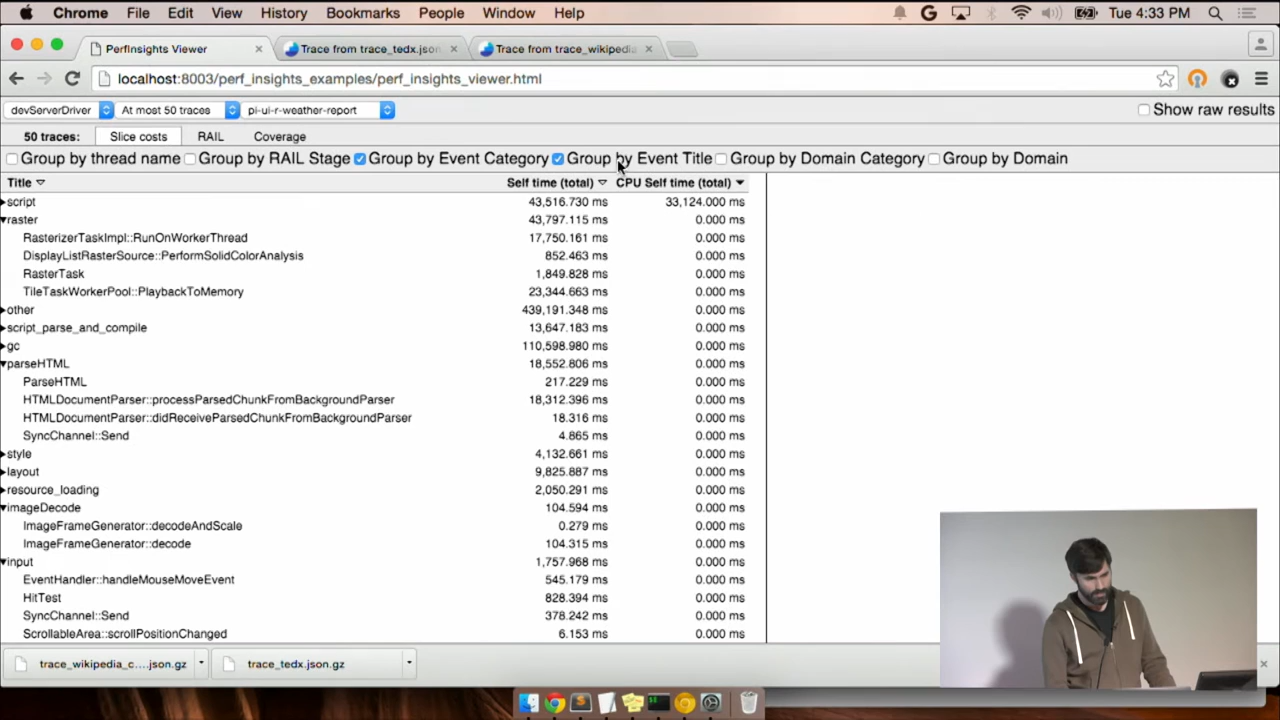 Chrome File Edit View History Bookmarks People Window Help Tue 4:33 PM
PerfInsights Viewer Trace from trace_tedx.json. Trace from trace_wikipedia
localhost:8003/perf_insights_examples/perf_insights_viewer.html
devServerDriver At most 50 traces pi-ui-r-weather-report Show raw results
50 traces: Slice costs RAIL Coverage
Group by thread name Group by RAIL Stage Group by Event Category Group by Event Title Group by Domain Category Group by Domain
Title Self time (total) CPU Self time (total)
script 43,516.730 ms 33,124.000 ms
raster 43,797.115 ms 0.000 ms
RasterizerTaskImpl::RunOnWorkerThread 17,750.161 ms 0.000 ms
DisplayListRasterSource::PerformSolidColorAnalysis 852.463 ms 0.000 ms
RasterTask 1,849.828 ms 0.000 ms
TileTaskWorkerPool::PlaybackToMemory 23,344.663 ms 0.000 ms
other 439,191.348 ms 0.000 ms
script_parse_and_compile 13,647.183 ms 0.000 ms
gc 110,598.980 ms 0.000 ms
parseHTML 18,552.806 ms 0.000 ms
ParseHTML 217.229 ms 0.000 ms
HTMLDocumentParser::processParsedChunkFromBackgroundParser 18,312.396 ms 0.000 ms
HTMLDocumentParser::didReceiveParsedChunkFromBackgroundParser 18.316 ms 0.000 ms
SyncChannel::Send 4.865 ms 0.000 ms
style 4,132.661 ms 0.000 ms
layout 9,825.887 ms 0.000 ms
resource_loading 2,050.291 ms 0.000 ms
imageDecode 104.594 ms 0.000 ms
ImageFrameGenerator::decodeAndScale 0.279 ms 0.000 ms
ImageFrameGenerator::decode 104.315 ms 0.000 ms
input 1,757.968 ms 0.000 ms
EventHandler::handleMouseMoveEvent 545.179 ms 0.000 ms
HitTest 828.394 ms 0.000 ms
SyncChannel::Send 378.242 ms 0.000 ms
ScrollableArea::scrollPositionChanged 6.153 ms 0.000 ms
trace_wikipedia_c....json.gz trace_tedx.json.gz